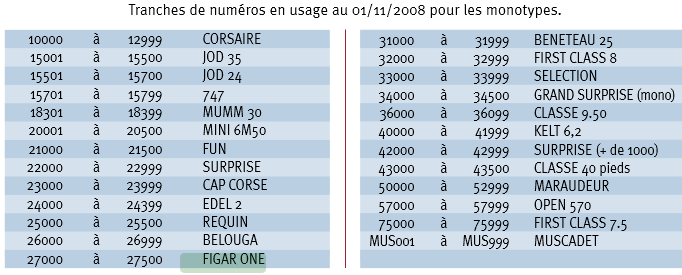 Tranches de numéros en usage au 01/11/2008 pour les monotypes.
10000 à 12999 CORSAIRE
15001 à 15500 JOD 35
15501 à 15700 JOD 24
15701 à 15799 747
18301 à 18399 MUMM 30
20001 à 20500 MINI 6M50
21000 à 21500 FUN
22000 à 22999 SURPRISE
23000 à 23999 CAP CORSE
24000 à 24399 EDEL 2
25000 à 25500 REQUIN
26000 à 26999 BELOUGA
27000 à 27500 FIGAR ONE
31000 à 31999 BENETEAU 25
32000 à 32999 FIRST CLASS 8
33000 à 33999 SELECTION
34000 à 34500 GRAND SURPRISE (mono)
36000 à 36099 CLASSE 9.50
40000 à 41999 KELT 6,2
42000 à 42999 SURPRISE (+ de 1000)
43000 à 43500 CLASSE 40 pieds
50000 à 52999 MARAUDEUR
57000 à 57999 OPEN 570
75000 à 75999 FIRST CLASS 7.5
MUS001 à MUS999 MUSCADET